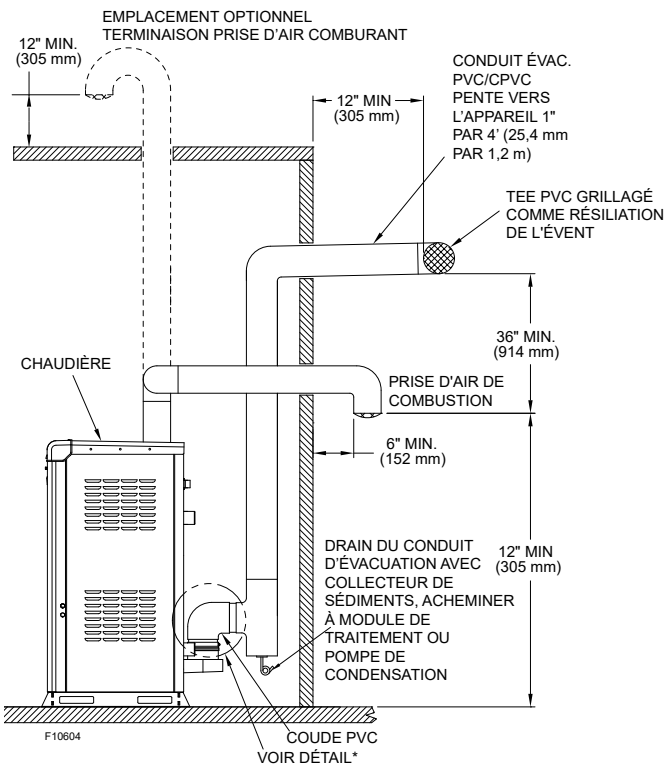 EMPLACEMENT OPTIONNEL
TERMINAISON PRISE D'AIR COMBURANT
12" MIN.
(305 mm)
CONDUIT ÉVAC.
PVC/CPVC
PENTE VERS
L'APPAREIL 1"
PAR 4' (25,4 mm
PAR 1,2 m)
12" MIN
(305 mm)
TEE PVC GRILLAGÉ
COMME RÉSILIATION
DE L'ÉVENT
36" MIN.
(914 mm)
CHAUDIÈRE
PRISE D'AIR DE
COMBUSTION
6" MIN.
(152 mm)
DRAIN DU CONDUIT
D'ÉVACUATION AVEC
COLLECTEUR DE
SÉDIMENTS, ACHEMINER
À MODULE DE
TRAITEMENT OU
POMPE DE
CONDENSATION
12" MIN
(305 mm)
F10604
COUDE PVC
VOIR DÉTAIL*